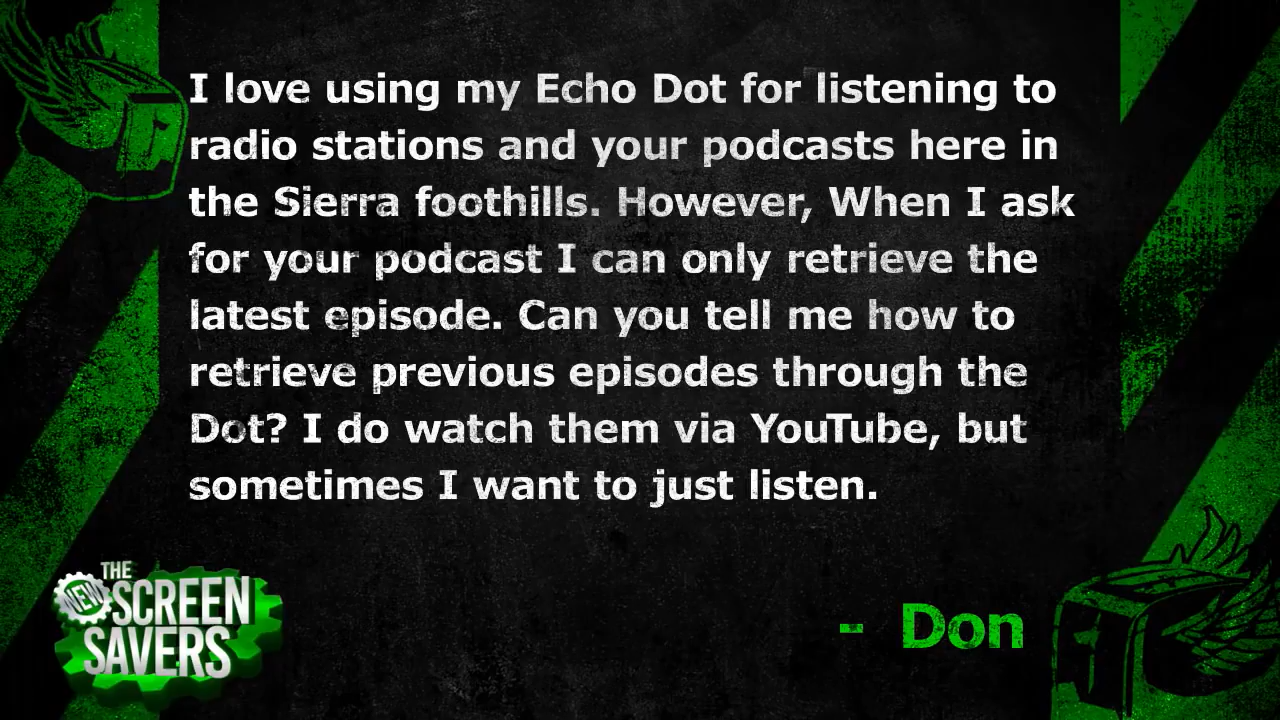 I love using my Echo Dot for listening to
radio stations and your podcasts here in
the Sierra foothills. However, When I ask
for your podcast I can only retrieve the
latest episode. Can you tell me how to
retrieve previous episodes through the
Dot? I do watch them via YouTube, but
sometimes I want to just listen.
- Don
THE
NEW SCREEN
SAVERS